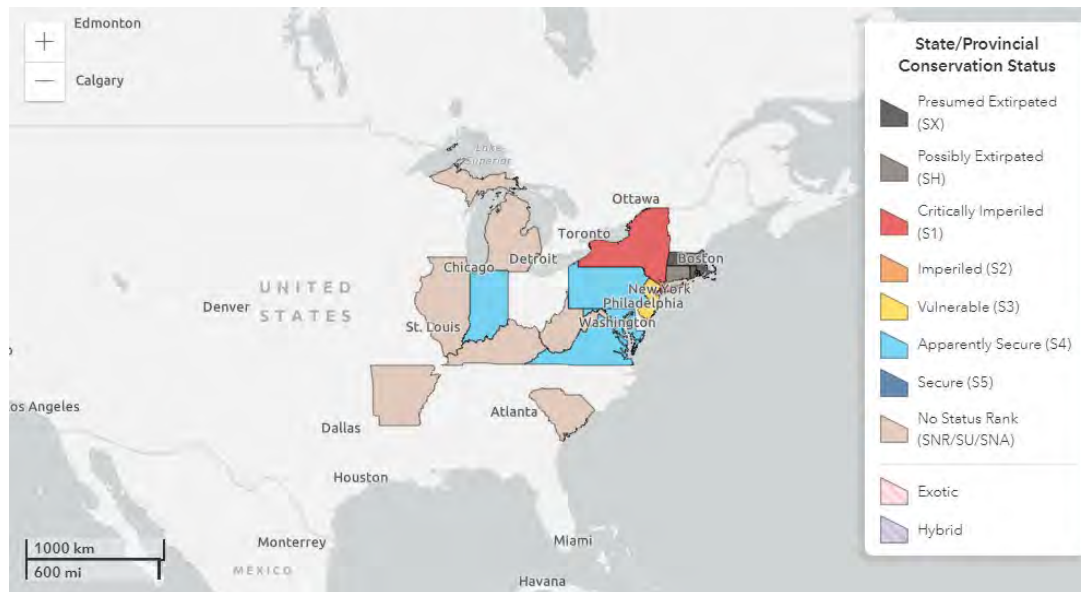 +
Edmonton
—
Calgary
Lake
Superior
Ottawa
Toronto
Chicago
Detroit
Boston
New York
Philadelphia
Denver
UNITED
STATES
St. Louis
Washington
os Angeles
Atlanta
Dallas
Houston
Monterrey
Miami
MÉXICO
Havana
1000 km
600 mi
State/Provincial
Conservation Status
Presumed Extirpated
(SX)
Possibly Extirpated
(SH)
Critically Imperiled
(S1)
Imperiled (S2)
Vulnerable (S3)
Apparently Secure (S4)
Secure (S5)
No Status Rank
(SNR/SU/SNA)
Exotic
Hybrid